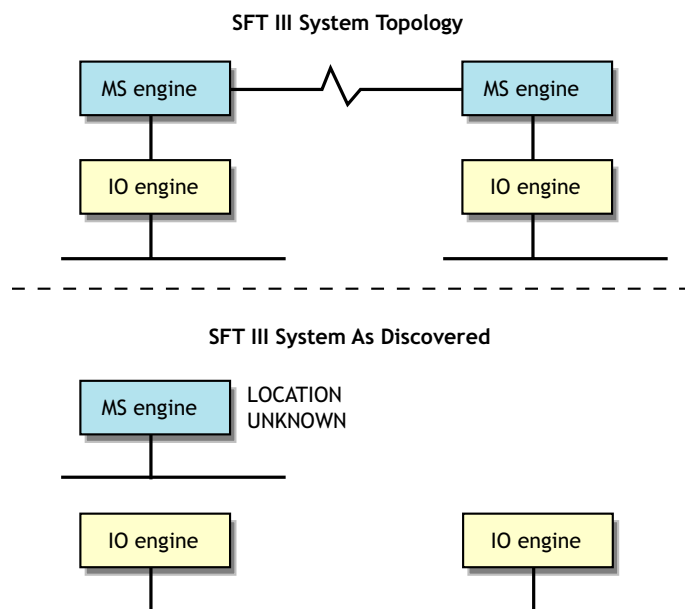 SFT III System Topology
MS engine
MS engine
IO engine
IO engine
SFT III System As Discovered
MS engine
LOCATION
UNKNOWN
IO engine
IO engine